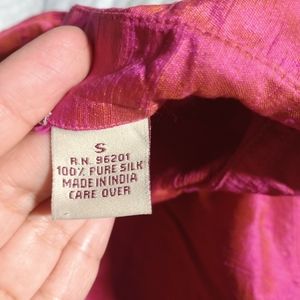 S
R.N. 96201
100% PURE SILK
MADE IN INDIA
CARE OVER